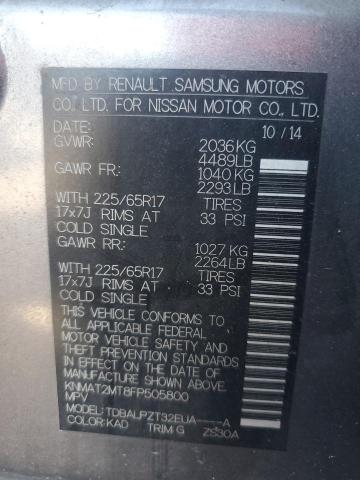 MFD BY RENAULT SAMSUNG MOTORS
CO., LTD. FOR NISSAN MOTOR CO., LTD.
DATE: 10 / 14
GVWR: 2036 KG
4489 LB
GAWR FR: 1040 KG
2293 LB
WITH 225/65R17 TIRES
17x7J RIMS AT 33 PSI
COLD SINGLE
GAWR RR: 1027 KG
2264 LB
WITH 225/65R17 TIRES
17x7J RIMS AT 33 PSI
COLD SINGLE
THIS VEHICLE CONFORMS TO
ALL APPLICABLE FEDERAL
MOTOR VEHICLE SAFETY AND
THEFT PREVENTION STANDARDS
IN EFFECT ON THE DATE OF
MANUFACTURE SHOWN ABOVE.
KNMAT2MT8FP505800
MPV
MODEL: TDBALPZT32EUA-----A
COLOR: KAD TRIM: G ZS30A